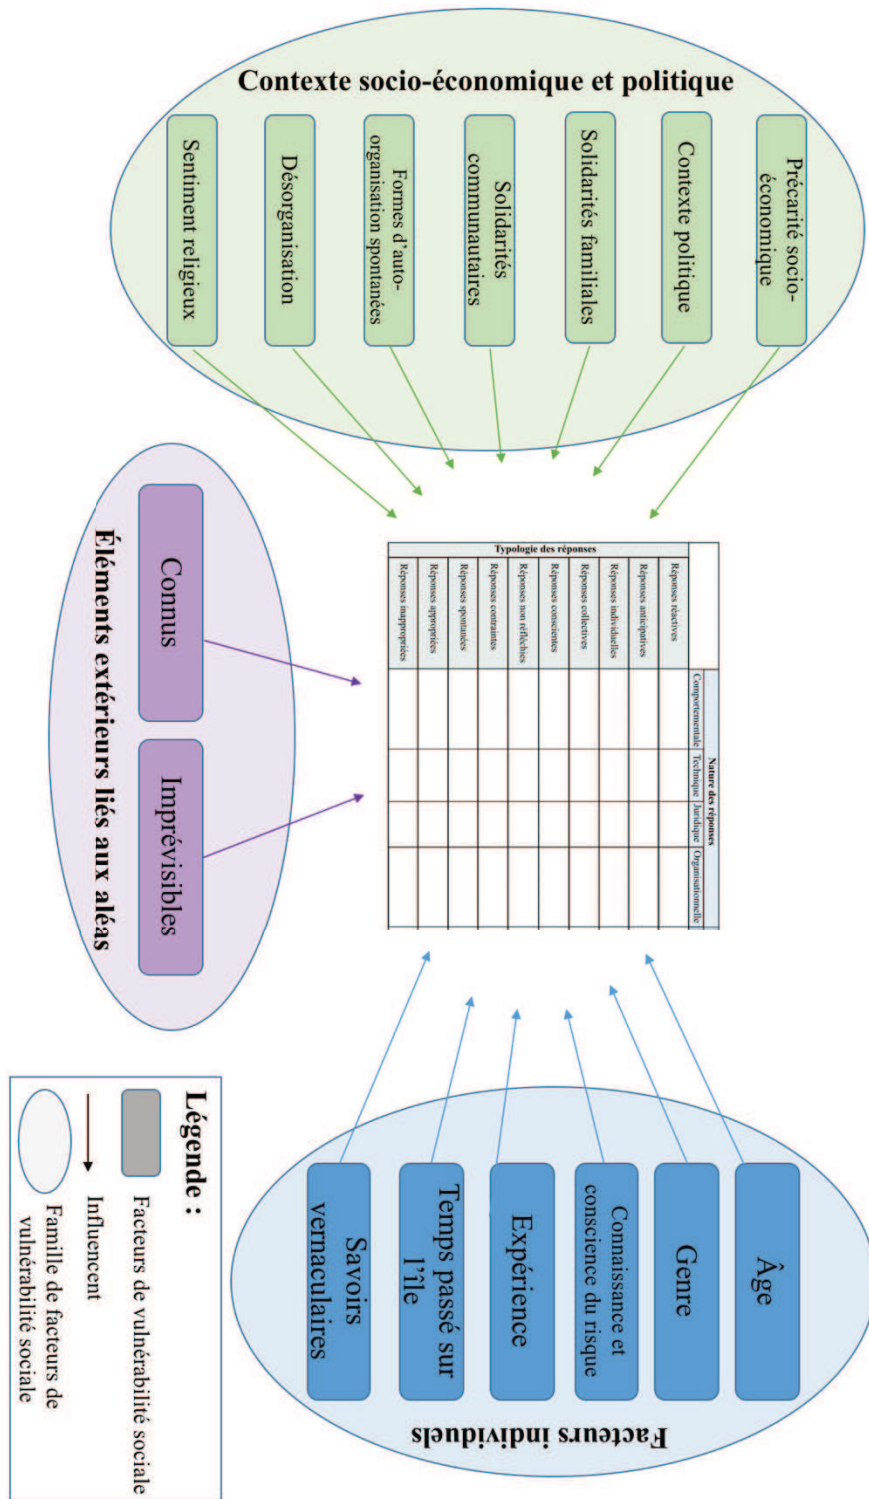 Contexte socio-économique et politique
Précarité socio-
économique
Contexte politique
Solidarités familiales
Solidarités
communautaires
Formes d'auto-
organisation spontanées
Désorganisation
Sentiment religieux
Nature des réponses
Comportementale
Technique
Juridique
Organisationnelle
Typologie des réponses
Réponses réactives
Réponses anticipatives
Réponses individuelles
Réponses collectives
Réponses conscientes
Réponses non réfléchies
Réponses contraintes
Réponses spontanées
Réponses appropriées
Réponses inappropriées
Facteurs individuels
Âge
Genre
Connaissance et
conscience du risque
Expérience
Temps passé sur
l'île
Savoirs
vernaculaires
Connus
Imprévisibles
Éléments extérieurs liés aux aléas
Légende :
Facteurs de vulnérabilité sociale
Influencent
Famille de facteurs de
vulnérabilité sociale